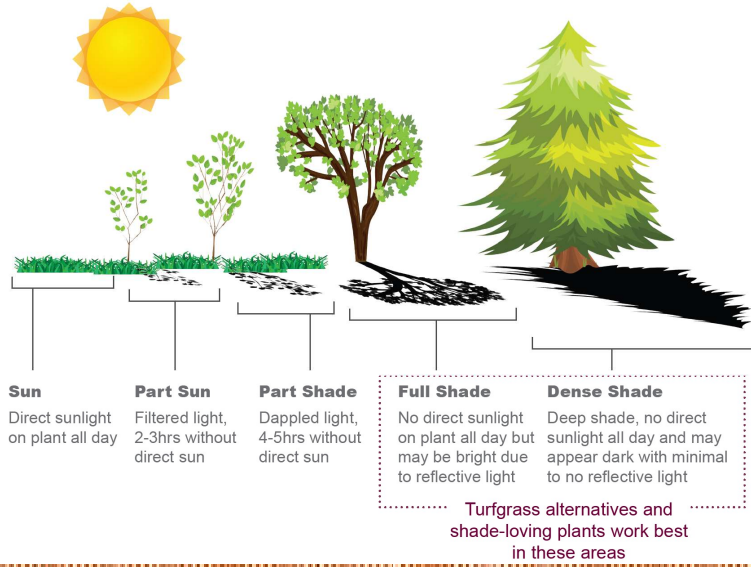 Sun
Direct sunlight
on plant all day
Part Sun
Filtered light,
2-3hrs without
direct sun
Part Shade
Dappled light,
4-5hrs without
direct sun
Full Shade
No direct sunlight
on plant all day but
may be bright due
to reflective light
Dense Shade
Deep shade, no direct
sunlight all day and may
appear dark with minimal
to no reflective light
Turfgrass alternatives and
shade-loving plants work best
in these areas